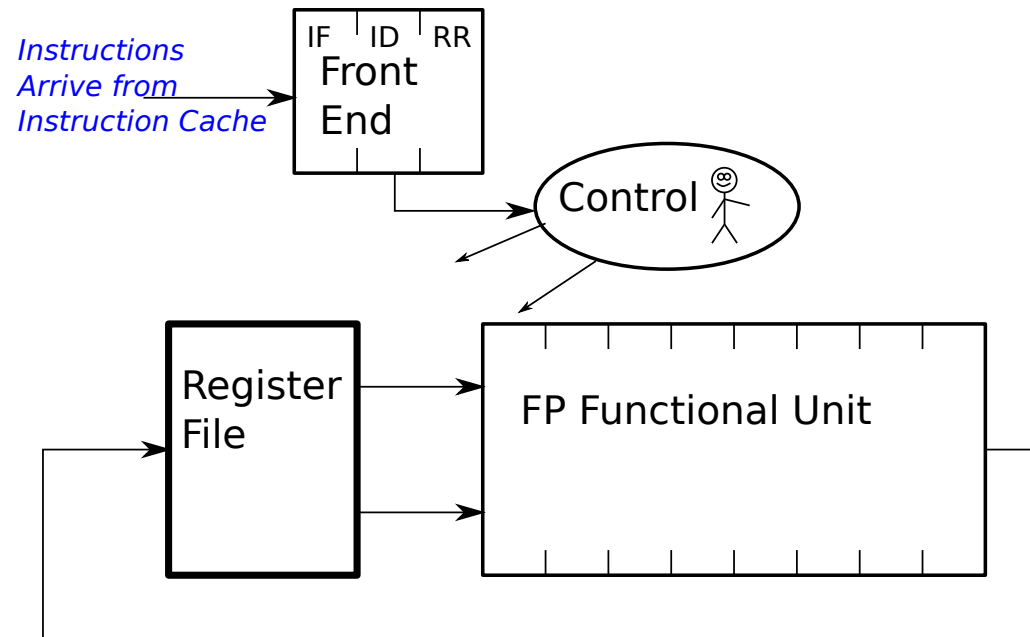 IF ID RR
Front
End
Instructions
Arrive from
Instruction Cache
Control
Register
File
FP Functional Unit